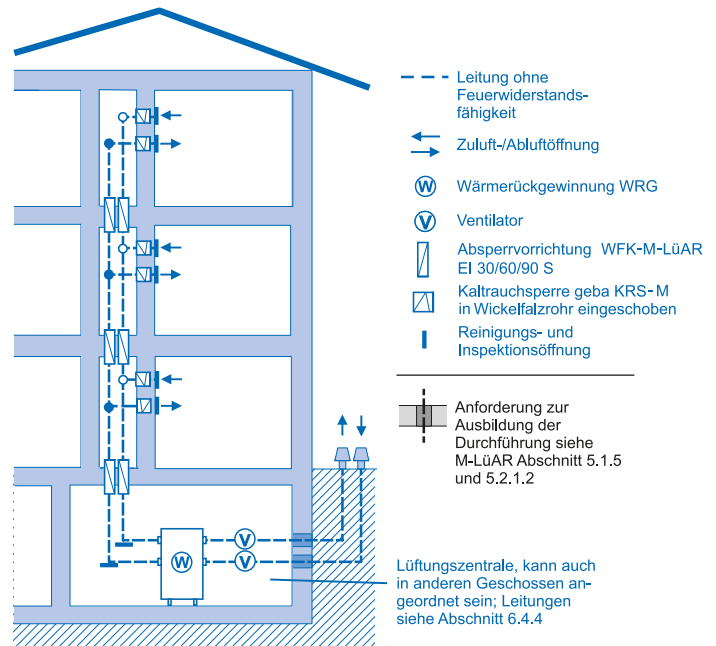 Leitung ohne
Feuerwiderstands-
fähigkeit
Zuluft-/Abluftöffnung
W
Wärmerückgewinnung WRG
V
Ventilator
Absperrvorrichtung WFK-M-LüAR
EI 30/60/90 S
Kaltrauchsperre geba KRS-M
in Wickelfalzrohr eingeschoben
Reinigungs- und
Inspektionsöffnung
Anforderung zur
Ausbildung der
Durchführung siehe
M-LüAR Abschnitt 5.1.5
und 5.2.1.2
V
W
V
Lüftungszentrale, kann auch
in anderen Geschossen an-
geordnet sein; Leitungen
siehe Abschnitt 6.4.4